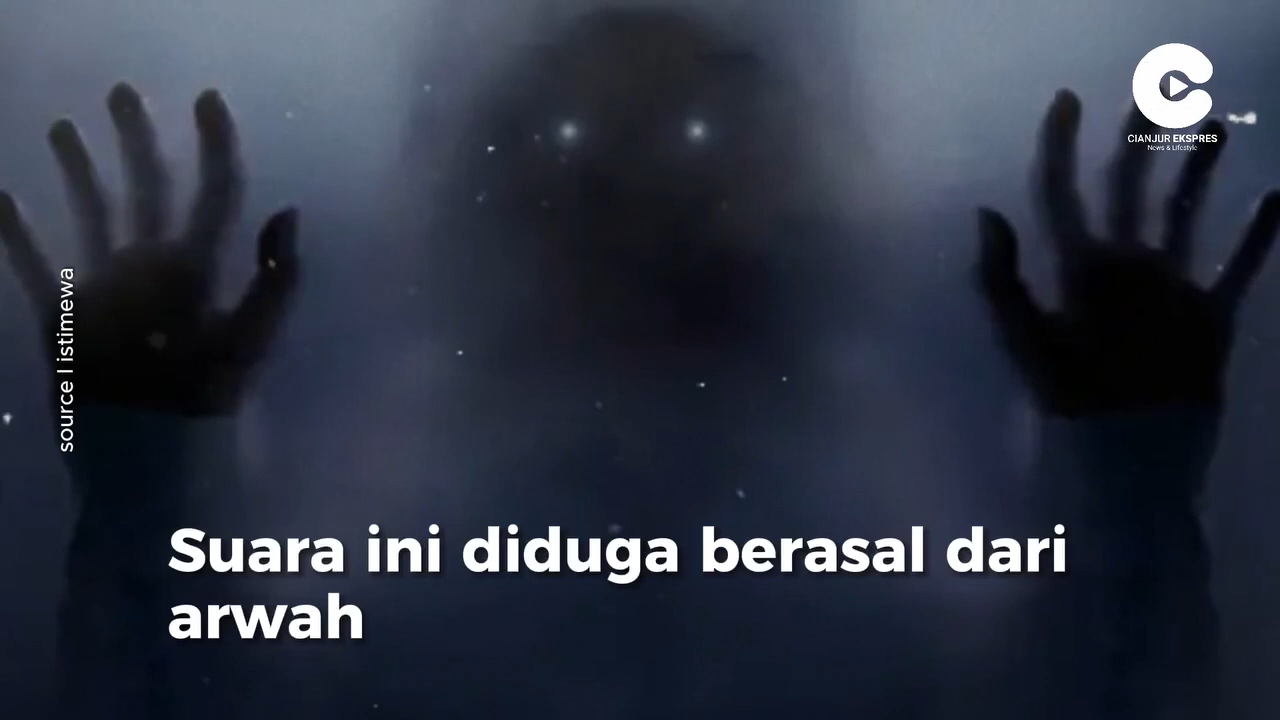 CIANJUR EKSPRES
News & Lifestyle
source I istimewa
Suara ini diduga berasal dari
arwah